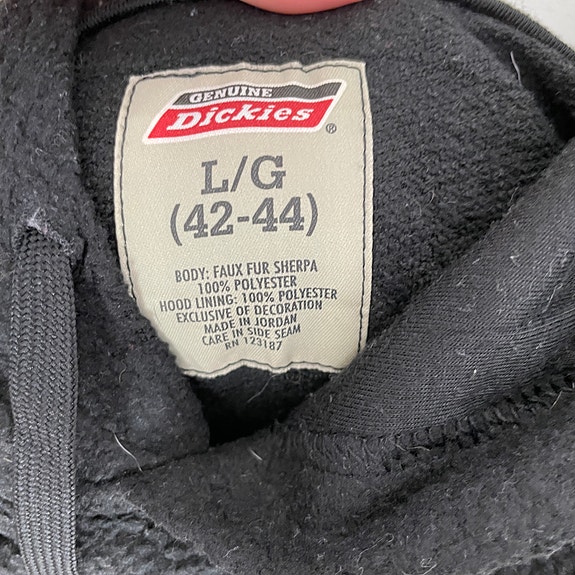 GENUINE
Dickies®
L/G
(42-44)
BODY: FAUX FUR SHERPA
100% POLYESTER
HOOD LINING: 100% POLYESTER
EXCLUSIVE OF DECORATION
MADE IN JORDAN
CARE IN SIDE SEAM
RN 123187